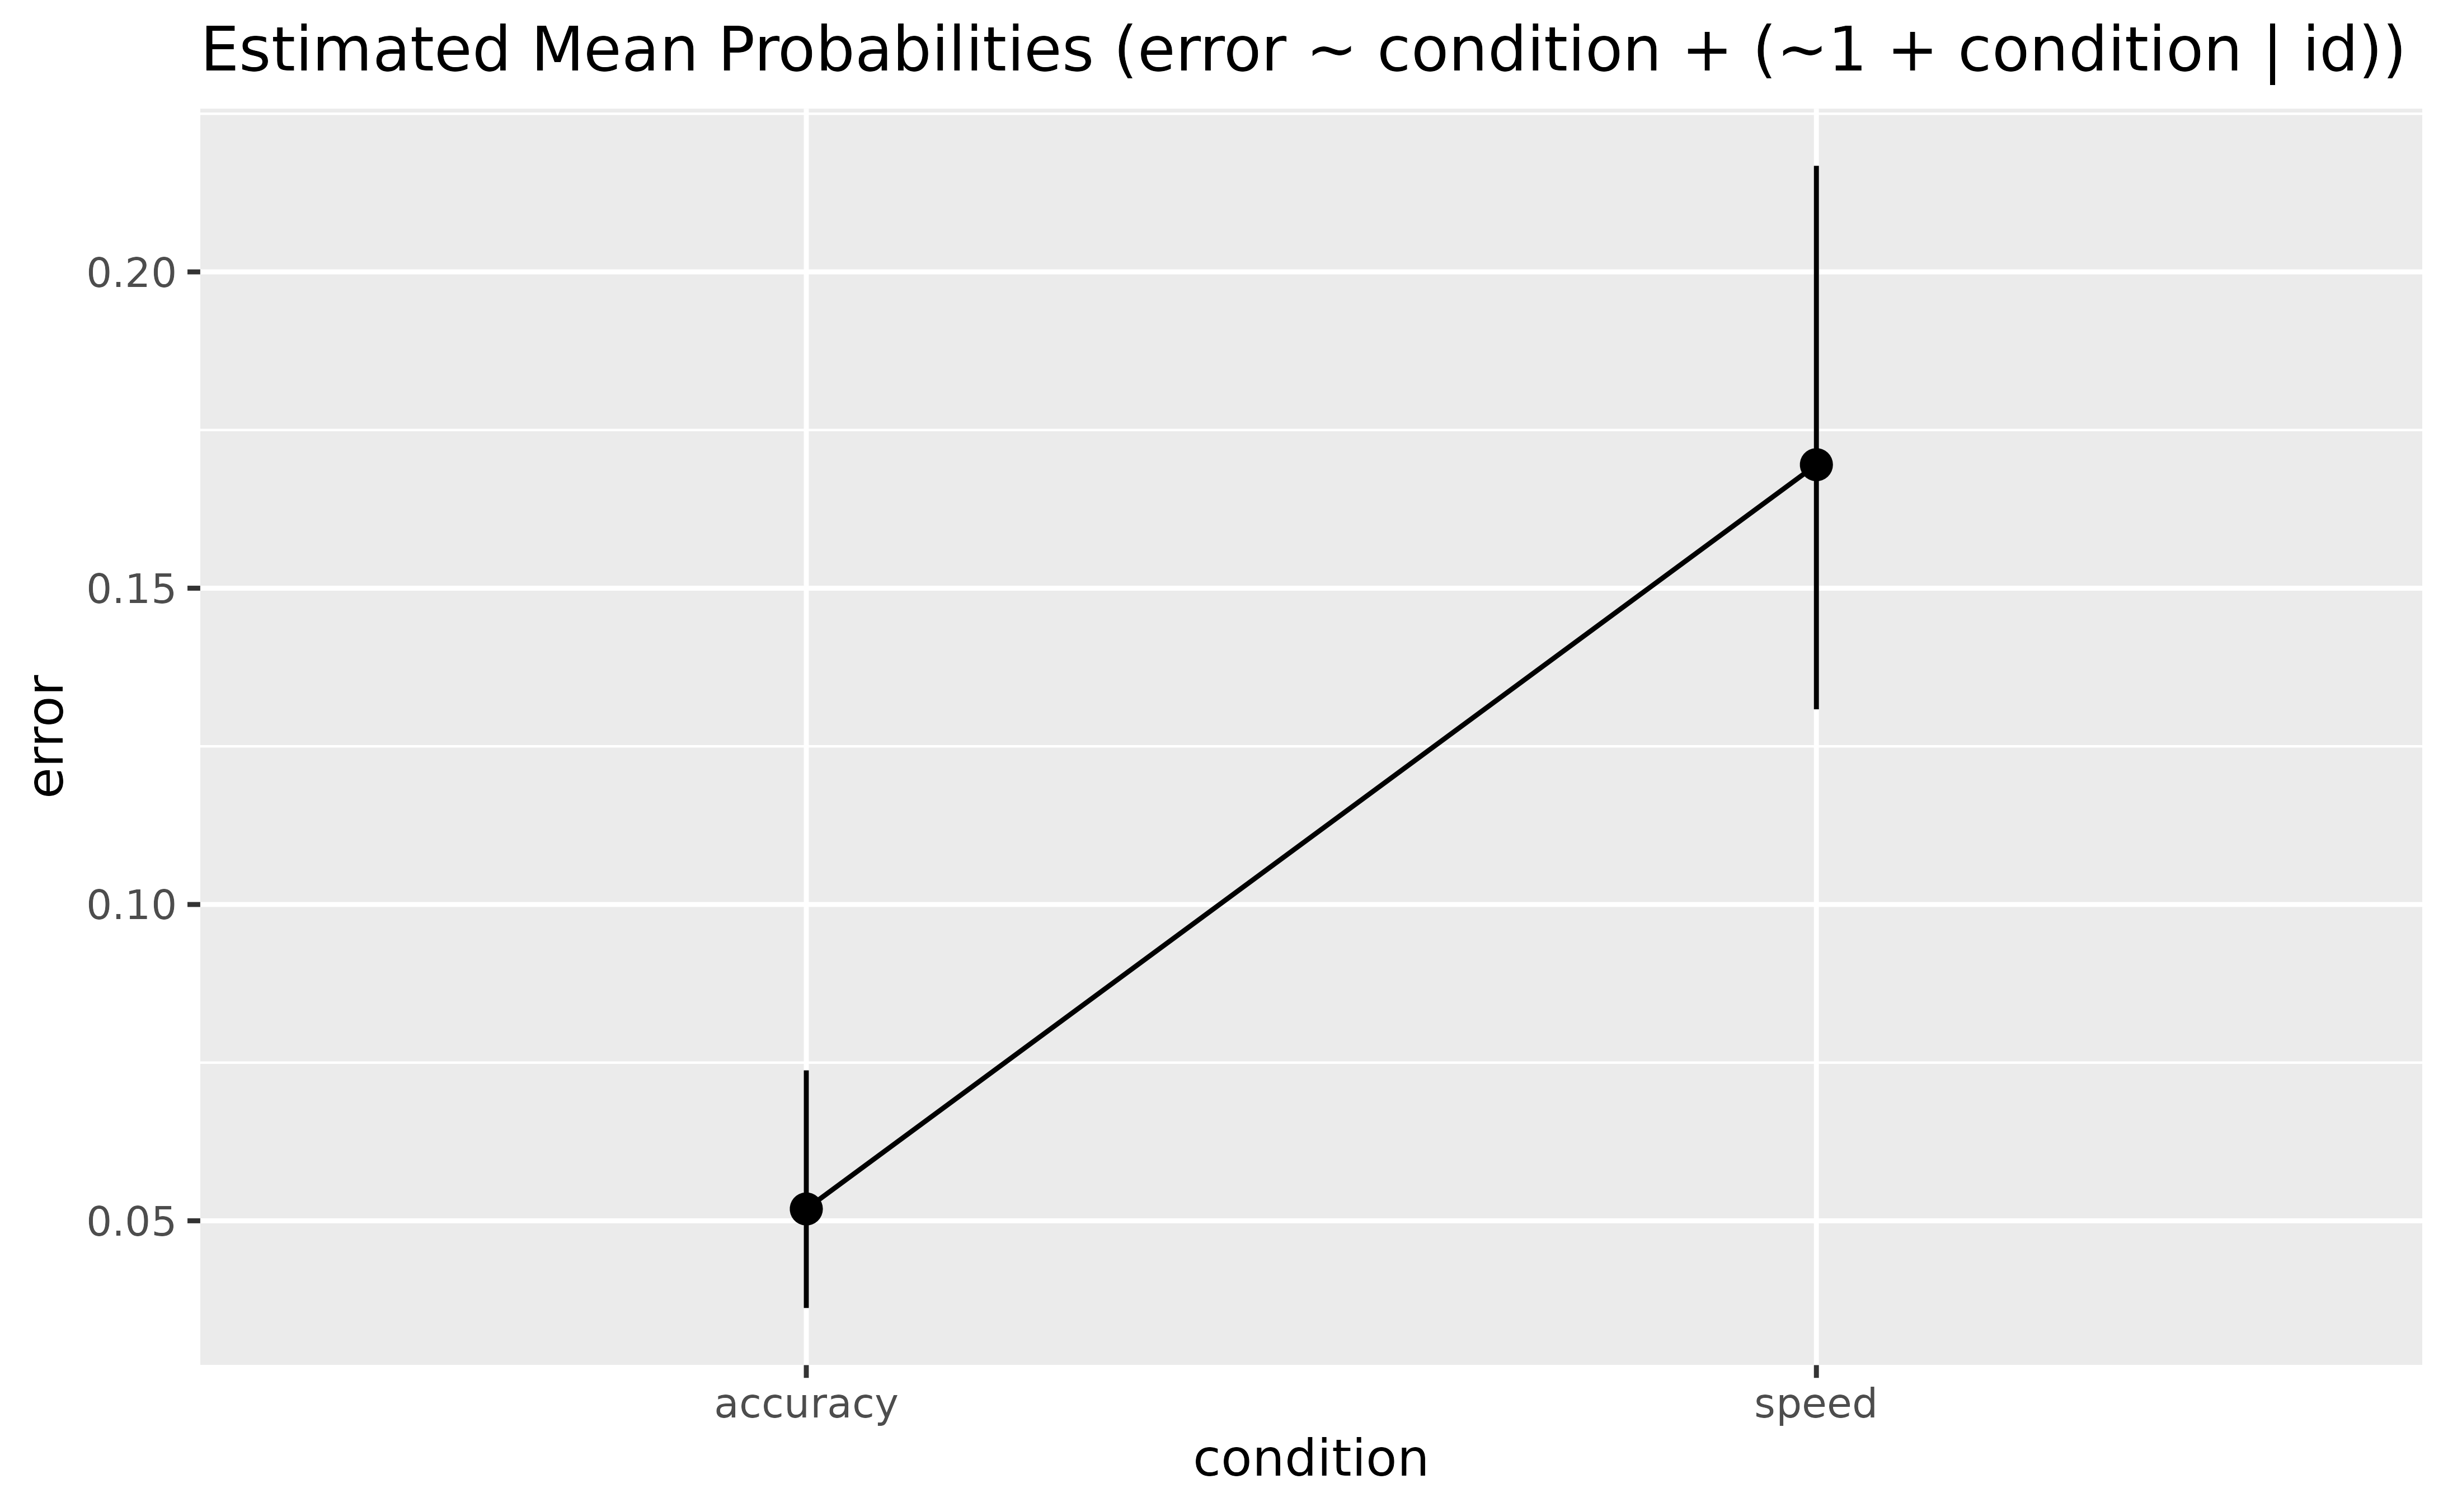 Estimated Mean Probabilities (error ~ condition + (~1 + condition | id))
error
0.20
0.15
0.10
0.05
accuracy
speed
condition